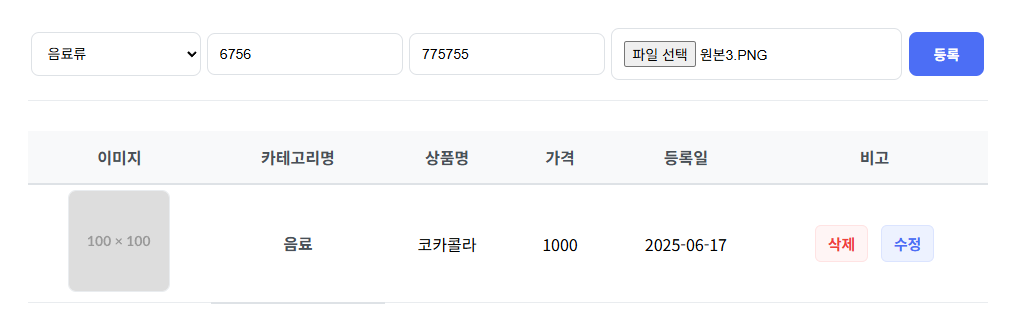 음료류 6756 775755 파일 선택 원본3.PNG 등록
이미지 카테고리명 상품명 가격 등록일 비고
100 × 100 음료 코카콜라 1000 2025-06-17 삭제 수정